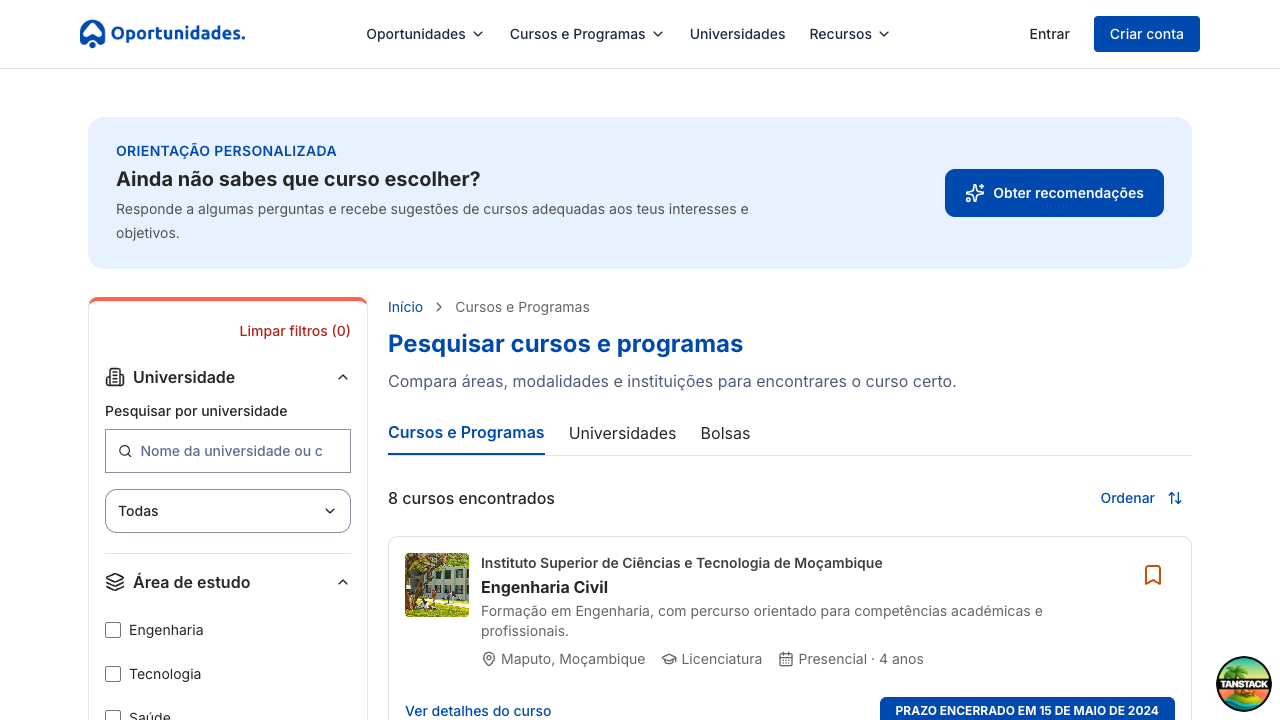 Oportunidades.
Oportunidades
Cursos e Programas
Universidades
Recursos
Entrar
Criar conta
ORIENTAÇÃO PERSONALIZADA
Ainda não sabes que curso escolher?
Responde a algumas perguntas e recebe sugestões de cursos adequadas aos teus interesses e
objetivos.
Obter recomendações
Limpar filtros (0)
Universidade
Pesquisar por universidade
Nome da universidade ou c
Todas
Área de estudo
Engenharia
Tecnologia
Saúde
Início
Cursos e Programas
Pesquisar cursos e programas
Compara áreas, modalidades e instituições para encontrares o curso certo.
Cursos e Programas
Universidades
Bolsas
8 cursos encontrados
Ordenar
Instituto Superior de Ciências e Tecnologia de Moçambique
Engenharia Civil
Formação em Engenharia, com percurso orientado para competências académicas e
profissionais.
Maputo, Moçambique
Licenciatura
Presencial · 4 anos
Ver detalhes do curso
PRAZO ENCERRADO EM 15 DE MAIO DE 2024
TANSTACK